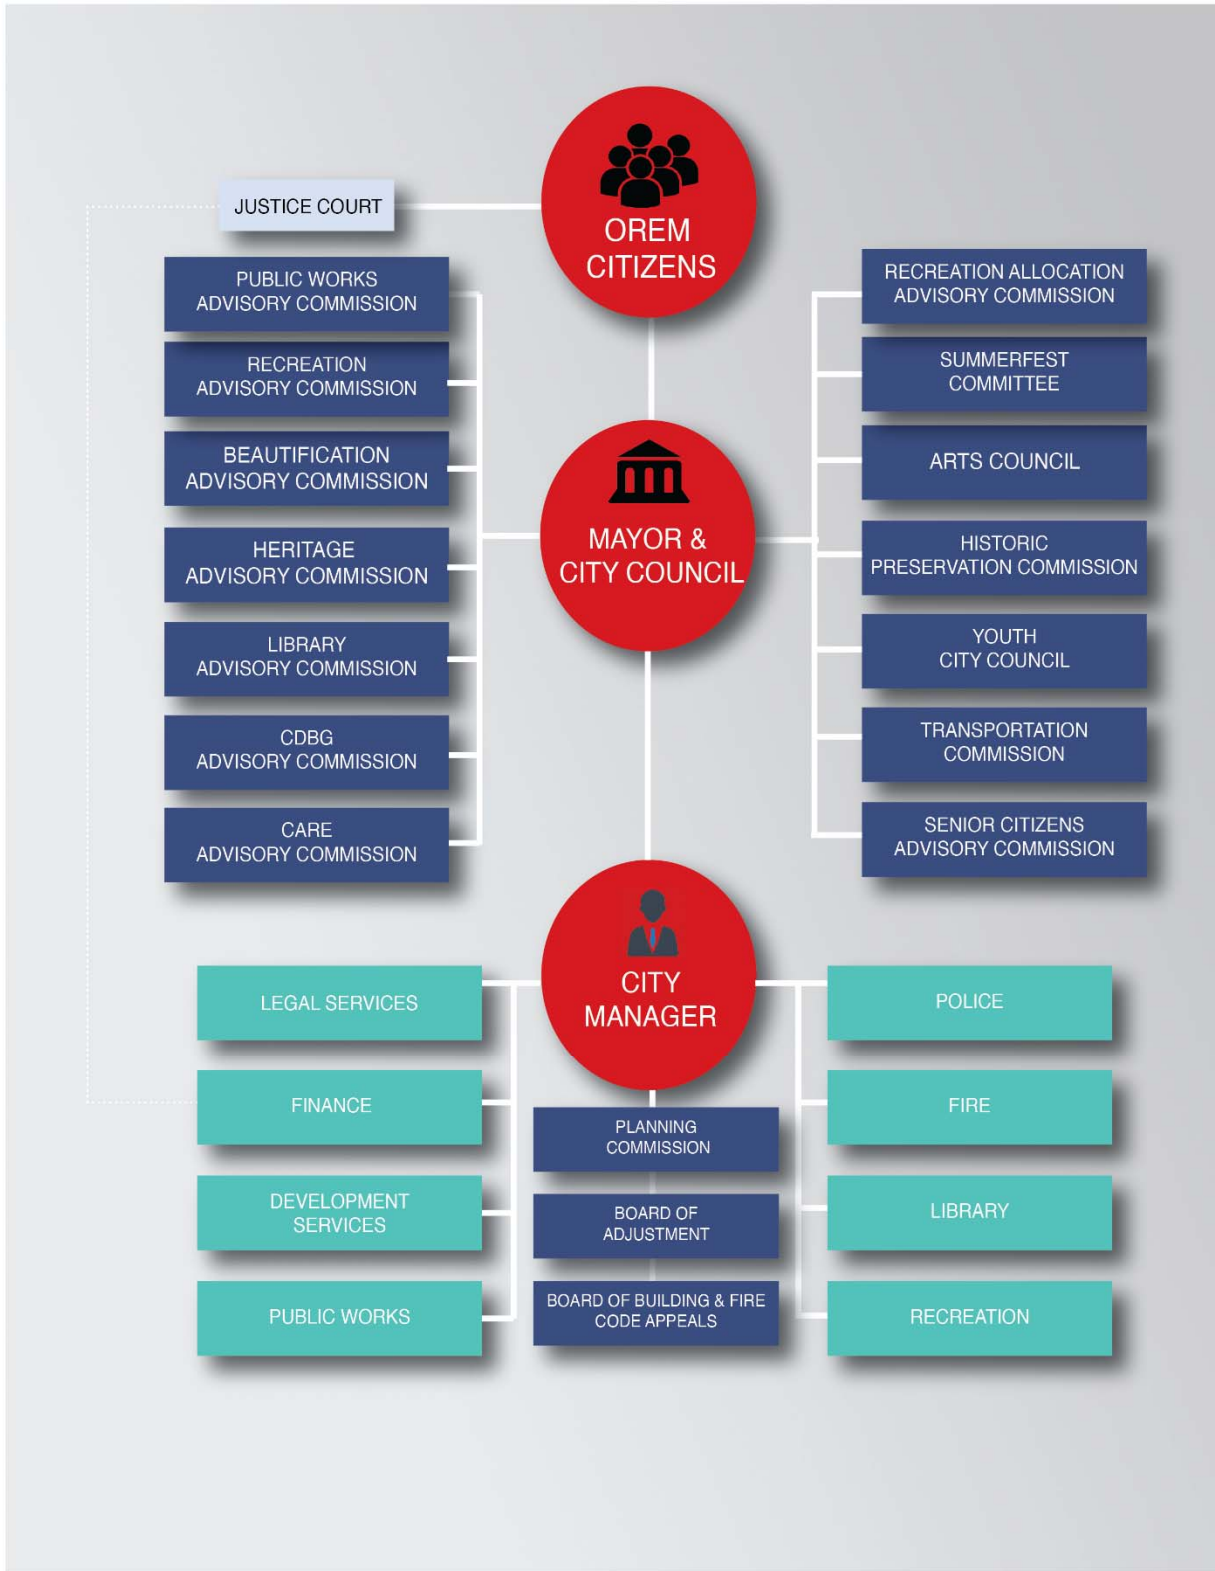 OREM
CITIZENS
JUSTICE COURT
PUBLIC WORKS
ADVISORY COMMISSION
RECREATION
ADVISORY COMMISSION
BEAUTIFICATION
ADVISORY COMMISSION
HERITAGE
ADVISORY COMMISSION
LIBRARY
ADVISORY COMMISSION
CDBG
ADVISORY COMMISSION
CARE
ADVISORY COMMISSION
MAYOR &
CITY COUNCIL
RECREATION ALLOCATION
ADVISORY COMMISSION
SUMMERFEST
COMMITTEE
ARTS COUNCIL
HISTORIC
PRESERVATION COMMISSION
YOUTH
CITY COUNCIL
TRANSPORTATION
COMMISSION
SENIOR CITIZENS
ADVISORY COMMISSION
CITY
MANAGER
LEGAL SERVICES
FINANCE
DEVELOPMENT
SERVICES
PUBLIC WORKS
PLANNING
COMMISSION
BOARD OF
ADJUSTMENT
BOARD OF BUILDING & FIRE
CODE APPEALS
POLICE
FIRE
LIBRARY
RECREATION